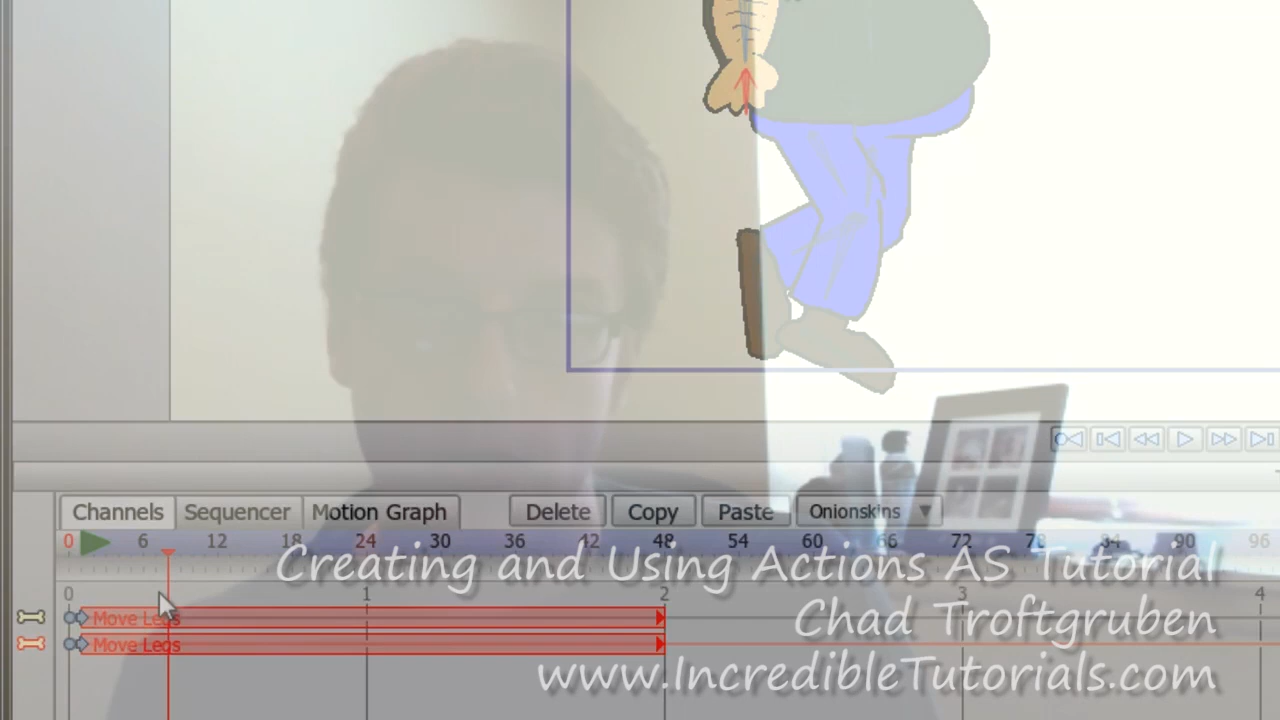 Channels Sequencer Motion Graph Delete Copy Paste Onionskins
0 6 12 18 24 30 36 42 48 54 60 66 72 78 84 90 96
Creating and Using Actions AS Tutorial
0 1 2 3 4
Move Legs
Chad Troftgruben
Move Legs
www.IncredibleTutorials.com